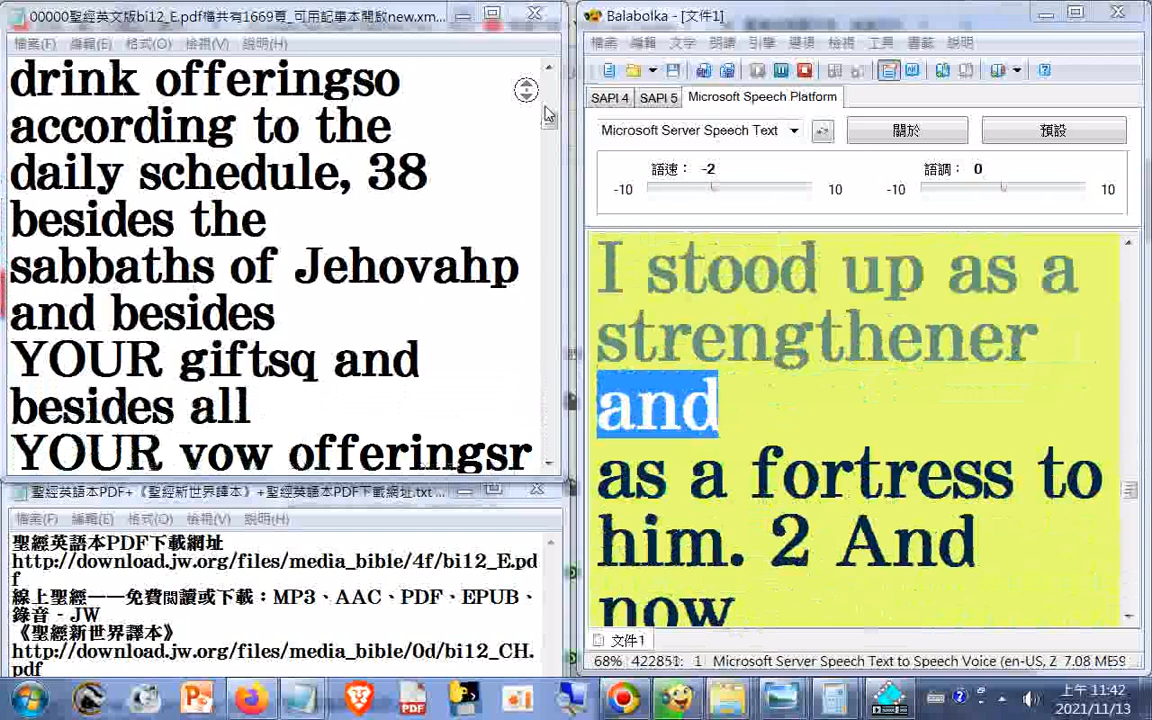 00000聖經英文版bi12_E.pdf檔共有1669頁_可用記事本開啟new.xm...
檔案(F) 編輯(E) 格式(O) 檢視(V) 說明(H)
drink offeringso
according to the
daily schedule, 38
besides the
sabbaths of Jehovahp
and besides
YOUR giftsq and
besides all
YOUR vow offeringsr
聖經英語本PDF+《聖經新世界譯本》+聖經英語本PDF下載網址.txt ...
檔案(F) 編輯(E) 格式(O) 檢視(V) 說明(H)
聖經英語本PDF下載網址
http://download.jw.org/files/media_bible/4f/bi12_E.pd
f
線上聖經——免費閱讀或下載：MP3、AAC、PDF、EPUB、
錄音 - JW
《聖經新世界譯本》
http://download.jw.org/files/media_bible/0d/bi12_CH.
pdf
Balabolka - [文件1]
檔案 編輯 文字 朗讀 引擎 選項 檢視 工具 書籤 說明
SAPI 4 SAPI 5 Microsoft Speech Platform
Microsoft Server Speech Text 關於 預設
語速： -2 語調： 0
-10 10 -10 10
I stood up as a
strengthener
and
as a fortress to
him. 2 And
now
文件1
68% 422851: 1 Microsoft Server Speech Text to Speech Voice (en-US, Z 7.08 ME
上午 11:42
2021/11/13